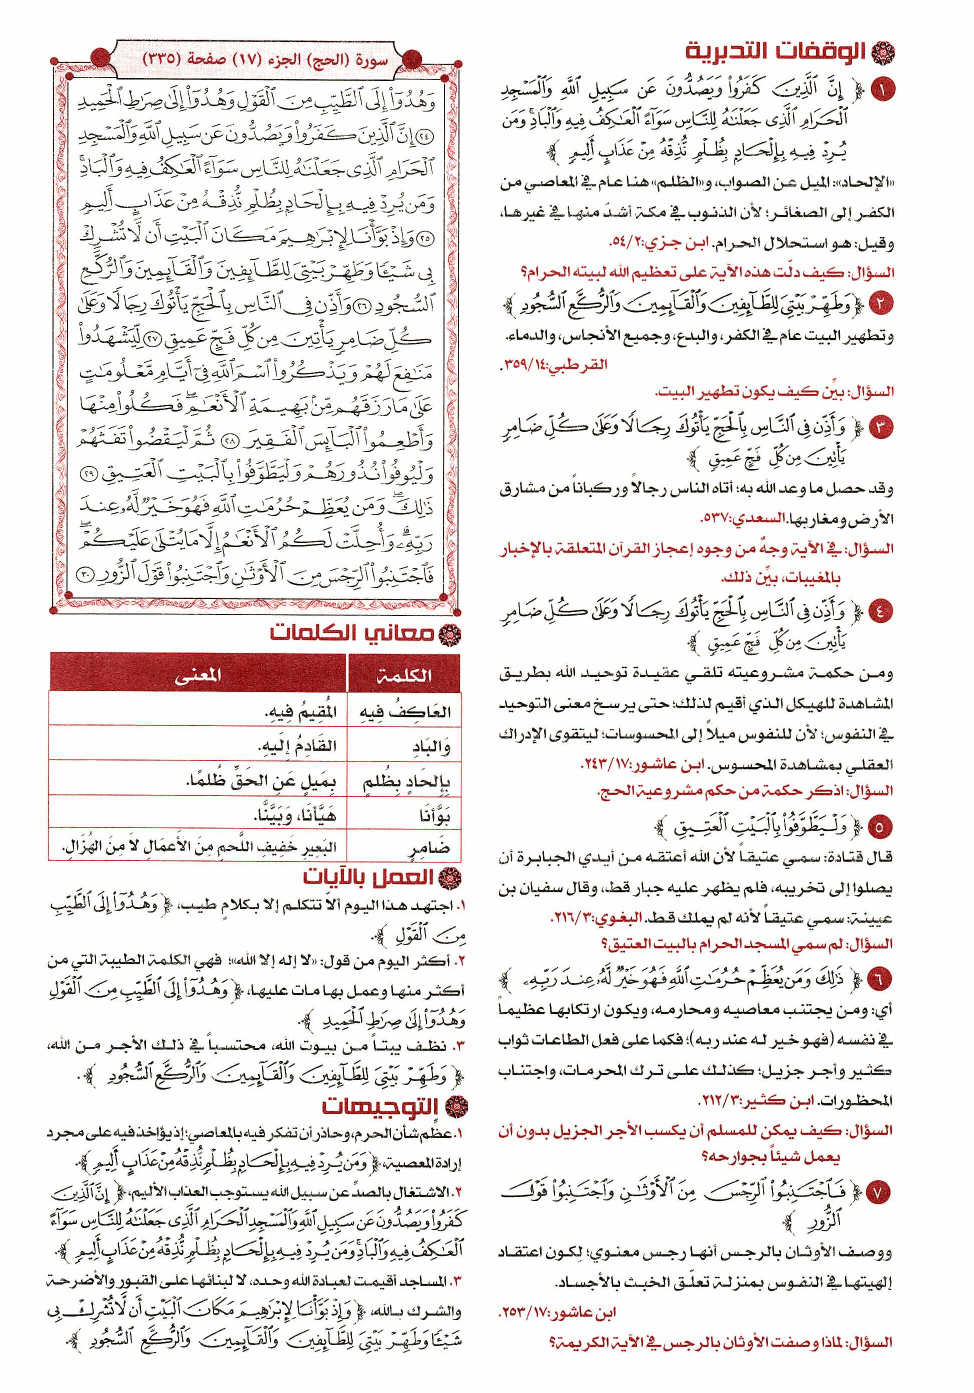 الوقفات التدبرية
١ ﴿ إِنَّ ٱلَّذِينَ كَفَرُوا۟ وَيَصُدُّونَ عَن سَبِيلِ ٱللَّهِ وَٱلْمَسْجِدِ
ٱلْحَرَامِ ٱلَّذِى جَعَلْنَٰهُ لِلنَّاسِ سَوَآءً ٱلْعَٰكِفُ فِيهِ وَٱلْبَادِ ۚ وَمَن
يُرِدْ فِيهِ بِإِلْحَادٍۭ بِظُلْمٍ نُّذِقْهُ مِنْ عَذَابٍ أَلِيمٍ ﴾
«الإلحاد»: الميل عن الصواب، و«الظلم» هنا عام في المعاصي من
الكفر إلى الصغائر؛ لأن الذنوب في مكة أشدّ منها في غيرها،
وقيل: هو استحلال الحرام. ابن جزي:٥٤/٢.
السؤال: كيف دلّت هذه الآية على تعظيم الله لبيته الحرام؟
٢ ﴿ وَطَهِّرْ بَيْتِىَ لِلطَّآئِفِينَ وَٱلْقَآئِمِينَ وَٱلرُّكَّعِ ٱلسُّجُودِ ﴾
وتطهير البيت عام في الكفر، والبدع، وجميع الأنجاس، والدماء.
القرطبي:٣٥٩/١٤.
السؤال: بيِّن كيف يكون تطهير البيت.
٣ ﴿ وَأَذِّن فِى ٱلنَّاسِ بِٱلْحَجِّ يَأْتُوكَ رِجَالًا وَعَلَىٰ كُلِّ ضَامِرٍ
يَأْتِينَ مِن كُلِّ فَجٍّ عَمِيقٍ ﴾
وقد حصل ما وعد الله به؛ أتاه الناس رجالاً وركباناً من مشارق
الأرض ومغاربها. السعدي:٥٣٧.
السؤال: في الآية وجهٌ من وجوه إعجاز القرآن المتعلقة بالإخبار
بالمغيبات، بيِّن ذلك.
٤ ﴿ وَأَذِّن فِى ٱلنَّاسِ بِٱلْحَجِّ يَأْتُوكَ رِجَالًا وَعَلَىٰ كُلِّ ضَامِرٍ
يَأْتِينَ مِن كُلِّ فَجٍّ عَمِيقٍ ﴾
ومن حكمة مشروعيته تلقي عقيدة توحيد الله بطريق
المشاهدة للهيكل الذي أقيم لذلك؛ حتى يرسخ معنى التوحيد
في النفوس؛ لأن للنفوس ميلاً إلى المحسوسات؛ ليتقوى الإدراك
العقلي بمشاهدة المحسوس. ابن عاشور:٢٤٣/١٧.
السؤال: اذكر حكمة من حكم مشروعية الحج.
٥ ﴿ وَلْيَطَّوَّفُوا۟ بِٱلْبَيْتِ ٱلْعَتِيقِ ﴾
قال قتادة: سمي عتيقاً لأن الله أعتقه من أيدي الجبابرة أن
يصلوا إلى تخريبه، فلم يظهر عليه جبار قط، وقال سفيان بن
عيينة: سمي عتيقاً لأنه لم يملك قط. البغوي:٢١٦/٣.
السؤال: لم سمي المسجد الحرام بالبيت العتيق؟
٦ ﴿ ذَٰلِكَ وَمَن يُعَظِّمْ حُرُمَٰتِ ٱللَّهِ فَهُوَ خَيْرٌ لَّهُۥ عِندَ رَبِّهِۦ ﴾
أي: ومن يجتنب معاصيه ومحارمه، ويكون ارتكابها عظيماً
في نفسه (فهو خير له عند ربه)؛ فكما على فعل الطاعات ثواب
كثير وأجر جزيل؛ كذلك على ترك المحرمات، واجتناب
المحظورات. ابن كثير:٢١٢/٣.
السؤال: كيف يمكن للمسلم أن يكسب الأجر الجزيل بدون أن
يعمل شيئاً بجوارحه؟
٧ ﴿ فَٱجْتَنِبُوا۟ ٱلرِّجْسَ مِنَ ٱلْأَوْثَٰنِ وَٱجْتَنِبُوا۟ قَوْلَ
ٱلزُّورِ ﴾
ووصف الأوثان بالرجس أنها رجس معنوي؛ لكون اعتقاد
إلهيتها في النفوس بمنزلة تعلّق الخبث بالأجساد.
ابن عاشور:٢٥٣/١٧.
السؤال: لماذا وصفت الأوثان بالرجس في الآية الكريمة؟
سورة (الحج) الجزء (١٧) صفحة (٣٣٥)
وَهُدُوٓا۟ إِلَى ٱلطَّيِّبِ مِنَ ٱلْقَوْلِ وَهُدُوٓا۟ إِلَىٰ صِرَٰطِ ٱلْحَمِيدِ
٢٤ إِنَّ ٱلَّذِينَ كَفَرُوا۟ وَيَصُدُّونَ عَن سَبِيلِ ٱللَّهِ وَٱلْمَسْجِدِ
ٱلْحَرَامِ ٱلَّذِى جَعَلْنَٰهُ لِلنَّاسِ سَوَآءً ٱلْعَٰكِفُ فِيهِ وَٱلْبَادِ ۚ
وَمَن يُرِدْ فِيهِ بِإِلْحَادٍۭ بِظُلْمٍ نُّذِقْهُ مِنْ عَذَابٍ أَلِيمٍ
٢٥ وَإِذْ بَوَّأْنَا لِإِبْرَٰهِيمَ مَكَانَ ٱلْبَيْتِ أَن لَّا تُشْرِكْ
بِى شَيْـًٔا وَطَهِّرْ بَيْتِىَ لِلطَّآئِفِينَ وَٱلْقَآئِمِينَ وَٱلرُّكَّعِ
ٱلسُّجُودِ ٢٦ وَأَذِّن فِى ٱلنَّاسِ بِٱلْحَجِّ يَأْتُوكَ رِجَالًا وَعَلَىٰ
كُلِّ ضَامِرٍ يَأْتِينَ مِن كُلِّ فَجٍّ عَمِيقٍ ٢٧ لِّيَشْهَدُوا۟
مَنَٰفِعَ لَهُمْ وَيَذْكُرُوا۟ ٱسْمَ ٱللَّهِ فِىٓ أَيَّامٍ مَّعْلُومَٰتٍ
عَلَىٰ مَا رَزَقَهُم مِّنۢ بَهِيمَةِ ٱلْأَنْعَٰمِ ۖ فَكُلُوا۟ مِنْهَا
وَأَطْعِمُوا۟ ٱلْبَآئِسَ ٱلْفَقِيرَ ٢٨ ثُمَّ لْيَقْضُوا۟ تَفَثَهُمْ
وَلْيُوفُوا۟ نُذُورَهُمْ وَلْيَطَّوَّفُوا۟ بِٱلْبَيْتِ ٱلْعَتِيقِ ٢٩
ذَٰلِكَ ۖ وَمَن يُعَظِّمْ حُرُمَٰتِ ٱللَّهِ فَهُوَ خَيْرٌ لَّهُۥ عِندَ
رَبِّهِۦ ۗ وَأُحِلَّتْ لَكُمُ ٱلْأَنْعَٰمُ إِلَّا مَا يُتْلَىٰ عَلَيْكُمْ ۖ
فَٱجْتَنِبُوا۟ ٱلرِّجْسَ مِنَ ٱلْأَوْثَٰنِ وَٱجْتَنِبُوا۟ قَوْلَ ٱلزُّورِ ٣٠
معاني الكلمات
الكلمة المعنى
العَاكِفُ فِيهِ المُقِيمُ فِيهِ.
وَالبَادِ القَادِمُ إِلَيهِ.
بِإِلحَادٍ بِظُلمٍ بِمَيلٍ عَنِ الحَقِّ ظُلمًا.
بَوَّأنَا هَيَّأنَا، وَبَيَّنَّا.
ضَامِرٍ البَعِيرِ خَفِيفِ اللَّحمِ مِنَ الأَعمَالِ لَا مِنَ الهُزَالِ.
العمل بالآيات
١. اجتهد هذا اليوم ألا تتكلم إلا بكلام طيب، ﴿ وَهُدُوٓا۟ إِلَى ٱلطَّيِّبِ
مِنَ ٱلْقَوْلِ ﴾.
٢. أكثر اليوم من قول: «لا إله إلا الله»؛ فهي الكلمة الطيبة التي من
أكثر منها وعمل بها مات عليها، ﴿ وَهُدُوٓا۟ إِلَى ٱلطَّيِّبِ مِنَ ٱلْقَوْلِ
وَهُدُوٓا۟ إِلَىٰ صِرَٰطِ ٱلْحَمِيدِ ﴾.
٣. نظف بيتاً من بيوت الله، محتسباً في ذلك الأجر من الله،
﴿ وَطَهِّرْ بَيْتِىَ لِلطَّآئِفِينَ وَٱلْقَآئِمِينَ وَٱلرُّكَّعِ ٱلسُّجُودِ ﴾.
التوجيهات
١. عظّم شأن الحرم، وحاذر أن تفكر فيه بالمعاصي؛ إذ يؤاخذ فيه على مجرد
إرادة المعصية، ﴿ وَمَن يُرِدْ فِيهِ بِإِلْحَادٍۭ بِظُلْمٍ نُّذِقْهُ مِنْ عَذَابٍ أَلِيمٍ ﴾.
٢. الاشتغال بالصدِّ عن سبيل الله يستوجب العذاب الأليم، ﴿ إِنَّ ٱلَّذِينَ
كَفَرُوا۟ وَيَصُدُّونَ عَن سَبِيلِ ٱللَّهِ وَٱلْمَسْجِدِ ٱلْحَرَامِ ٱلَّذِى جَعَلْنَٰهُ لِلنَّاسِ سَوَآءً
ٱلْعَٰكِفُ فِيهِ وَٱلْبَادِ ۚ وَمَن يُرِدْ فِيهِ بِإِلْحَادٍۭ بِظُلْمٍ نُّذِقْهُ مِنْ عَذَابٍ أَلِيمٍ ﴾.
٣. المساجد أقيمت لعبادة الله وحده، لا لبنائها على القبور والأضرحة
والشرك بالله، ﴿ وَإِذْ بَوَّأْنَا لِإِبْرَٰهِيمَ مَكَانَ ٱلْبَيْتِ أَن لَّا تُشْرِكْ بِى
شَيْـًٔا وَطَهِّرْ بَيْتِىَ لِلطَّآئِفِينَ وَٱلْقَآئِمِينَ وَٱلرُّكَّعِ ٱلسُّجُودِ ﴾